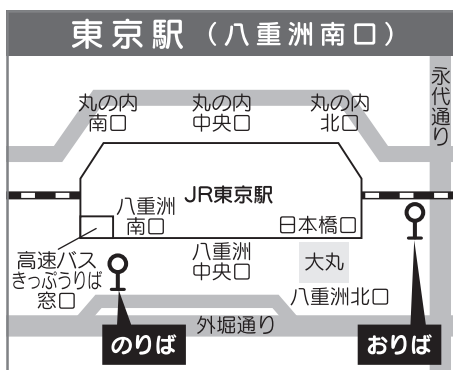 東京駅（八重洲南口）
永代通り
丸の内
南口
丸の内
中央口
丸の内
北口
JR東京駅
八重洲
南口
日本橋口
高速バス
きっぷうりば
窓口
八重洲
中央口
大丸
八重洲北口
外堀通り
のりば
おりば